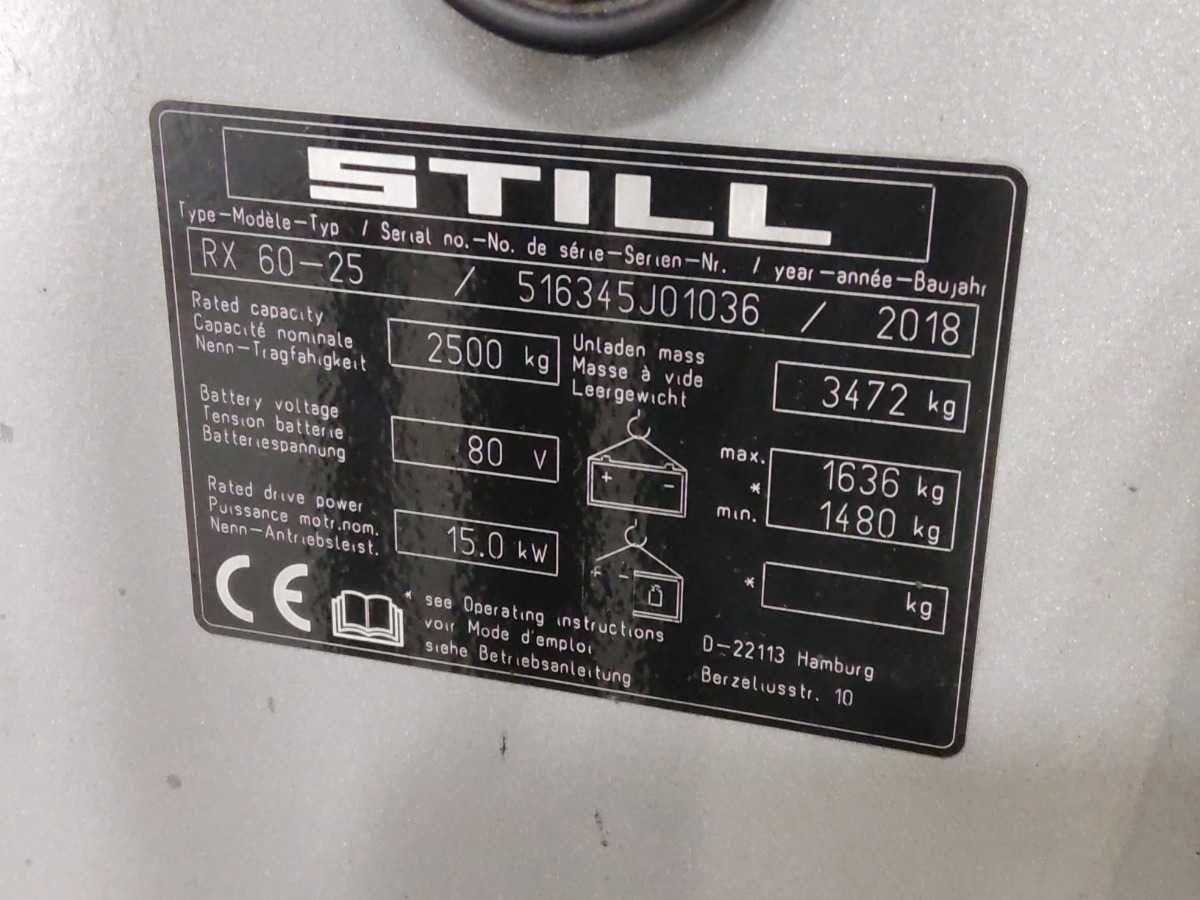 STILL
Type-Modèle-Typ / Serial no.-No. de série-Serien-Nr. / year-année-Baujahr
RX 60-25 / 516345J01036 / 2018
Rated capacity
Capacité nominale
Nenn-Tragfahigkeit
2500 kg
Unladen mass
Masse à vide
Leergewicht
3472 kg
Battery voltage
Tension batterie
Batteriespannung
80 V
+ -
max. 1636 kg
*
min. 1480 kg
Rated drive power
Puissance motr.nom.
Nenn-Antriebsleist.
15.0 kW
+ -
* kg
CE
* see Operating instructions
voir Mode d'emploi
siehe Betriebsanleitung
D-22113 Hamburg
Berzeliusstr. 10